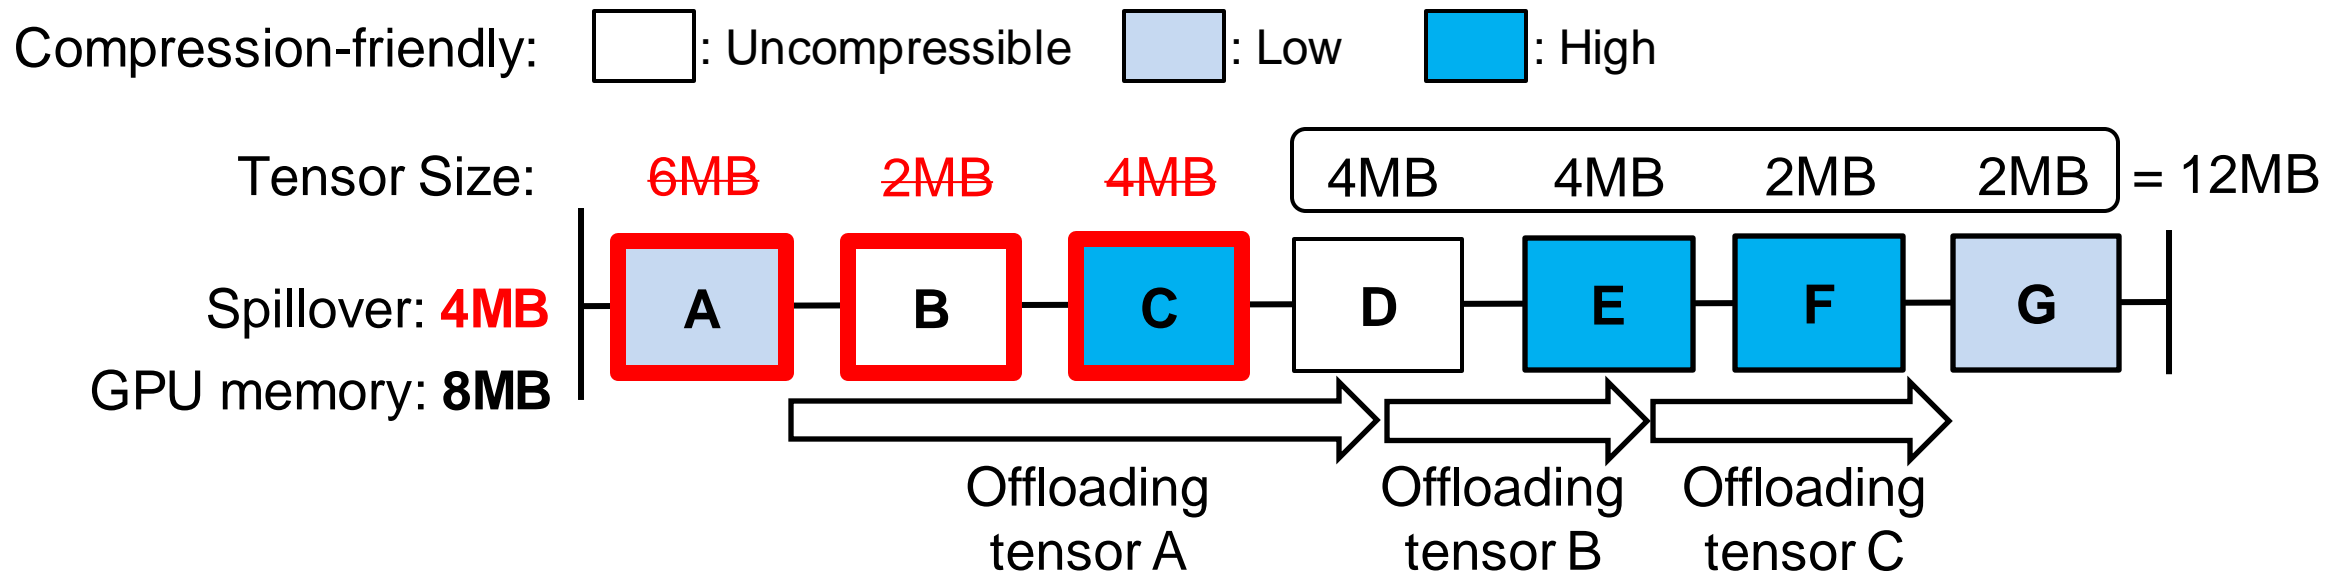 Compression-friendly: : Uncompressible : Low : High
Tensor Size: 6MB 2MB 4MB 4MB 4MB 2MB 2MB = 12MB
A B C D E F G
Spillover: 4MB
GPU memory: 8MB
Offloading tensor A
Offloading tensor B
Offloading tensor C